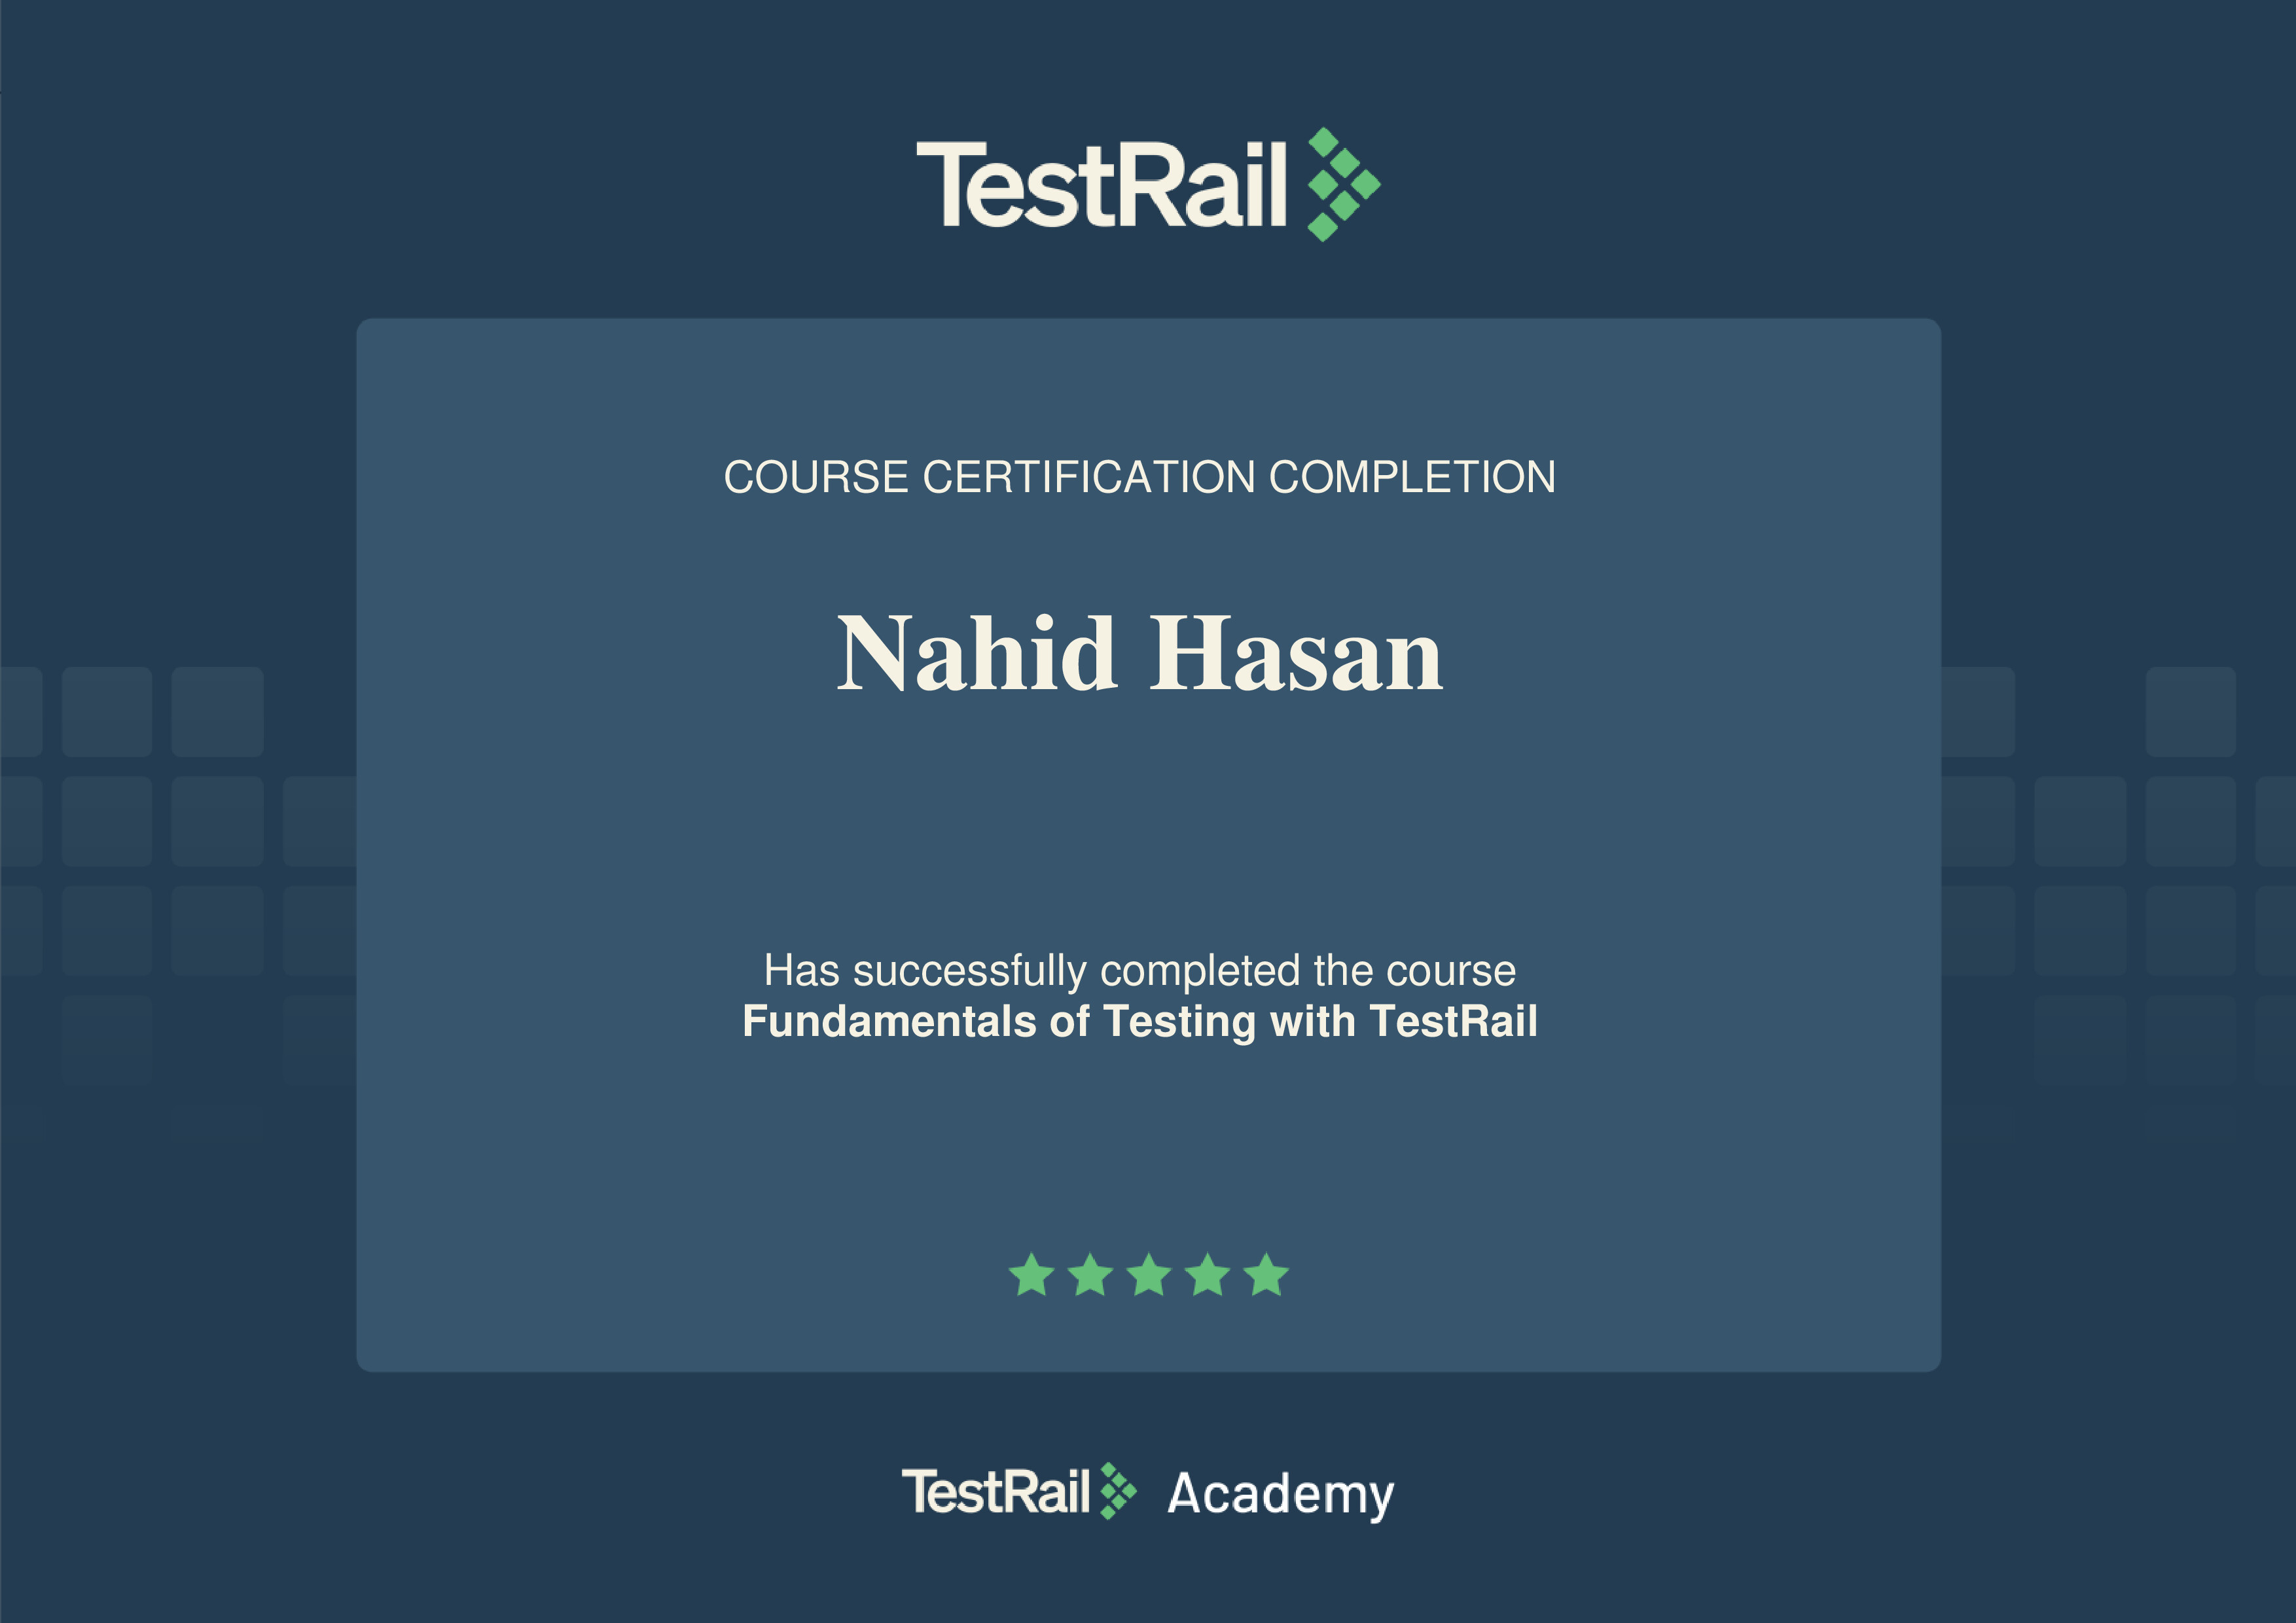 TestRail
COURSE CERTIFICATION COMPLETION
Nahid Hasan
Has successfully completed the course
Fundamentals of Testing with TestRail
TestRail Academy